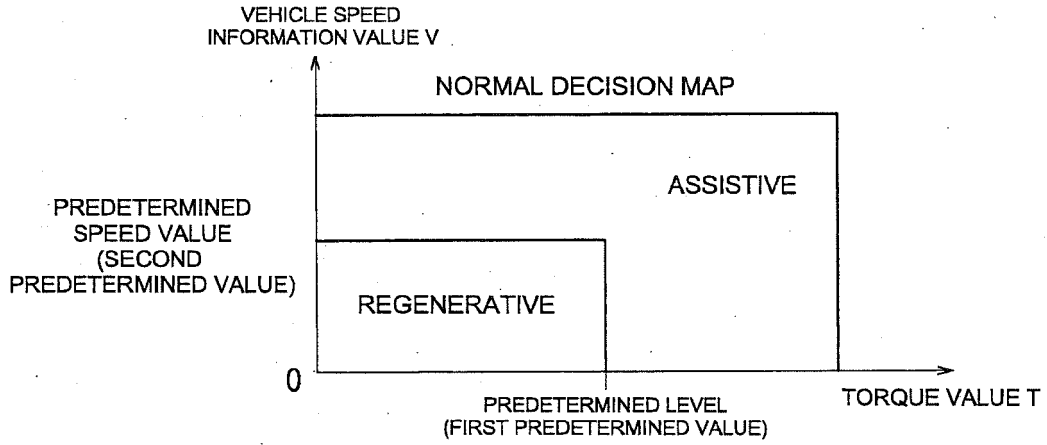 VEHICLE SPEED
INFORMATION VALUE V
NORMAL DECISION MAP
ASSISTIVE
PREDETERMINED
SPEED VALUE
(SECOND
PREDETERMINED VALUE)
REGENERATIVE
0
PREDETERMINED LEVEL
(FIRST PREDETERMINED VALUE)
TORQUE VALUE T